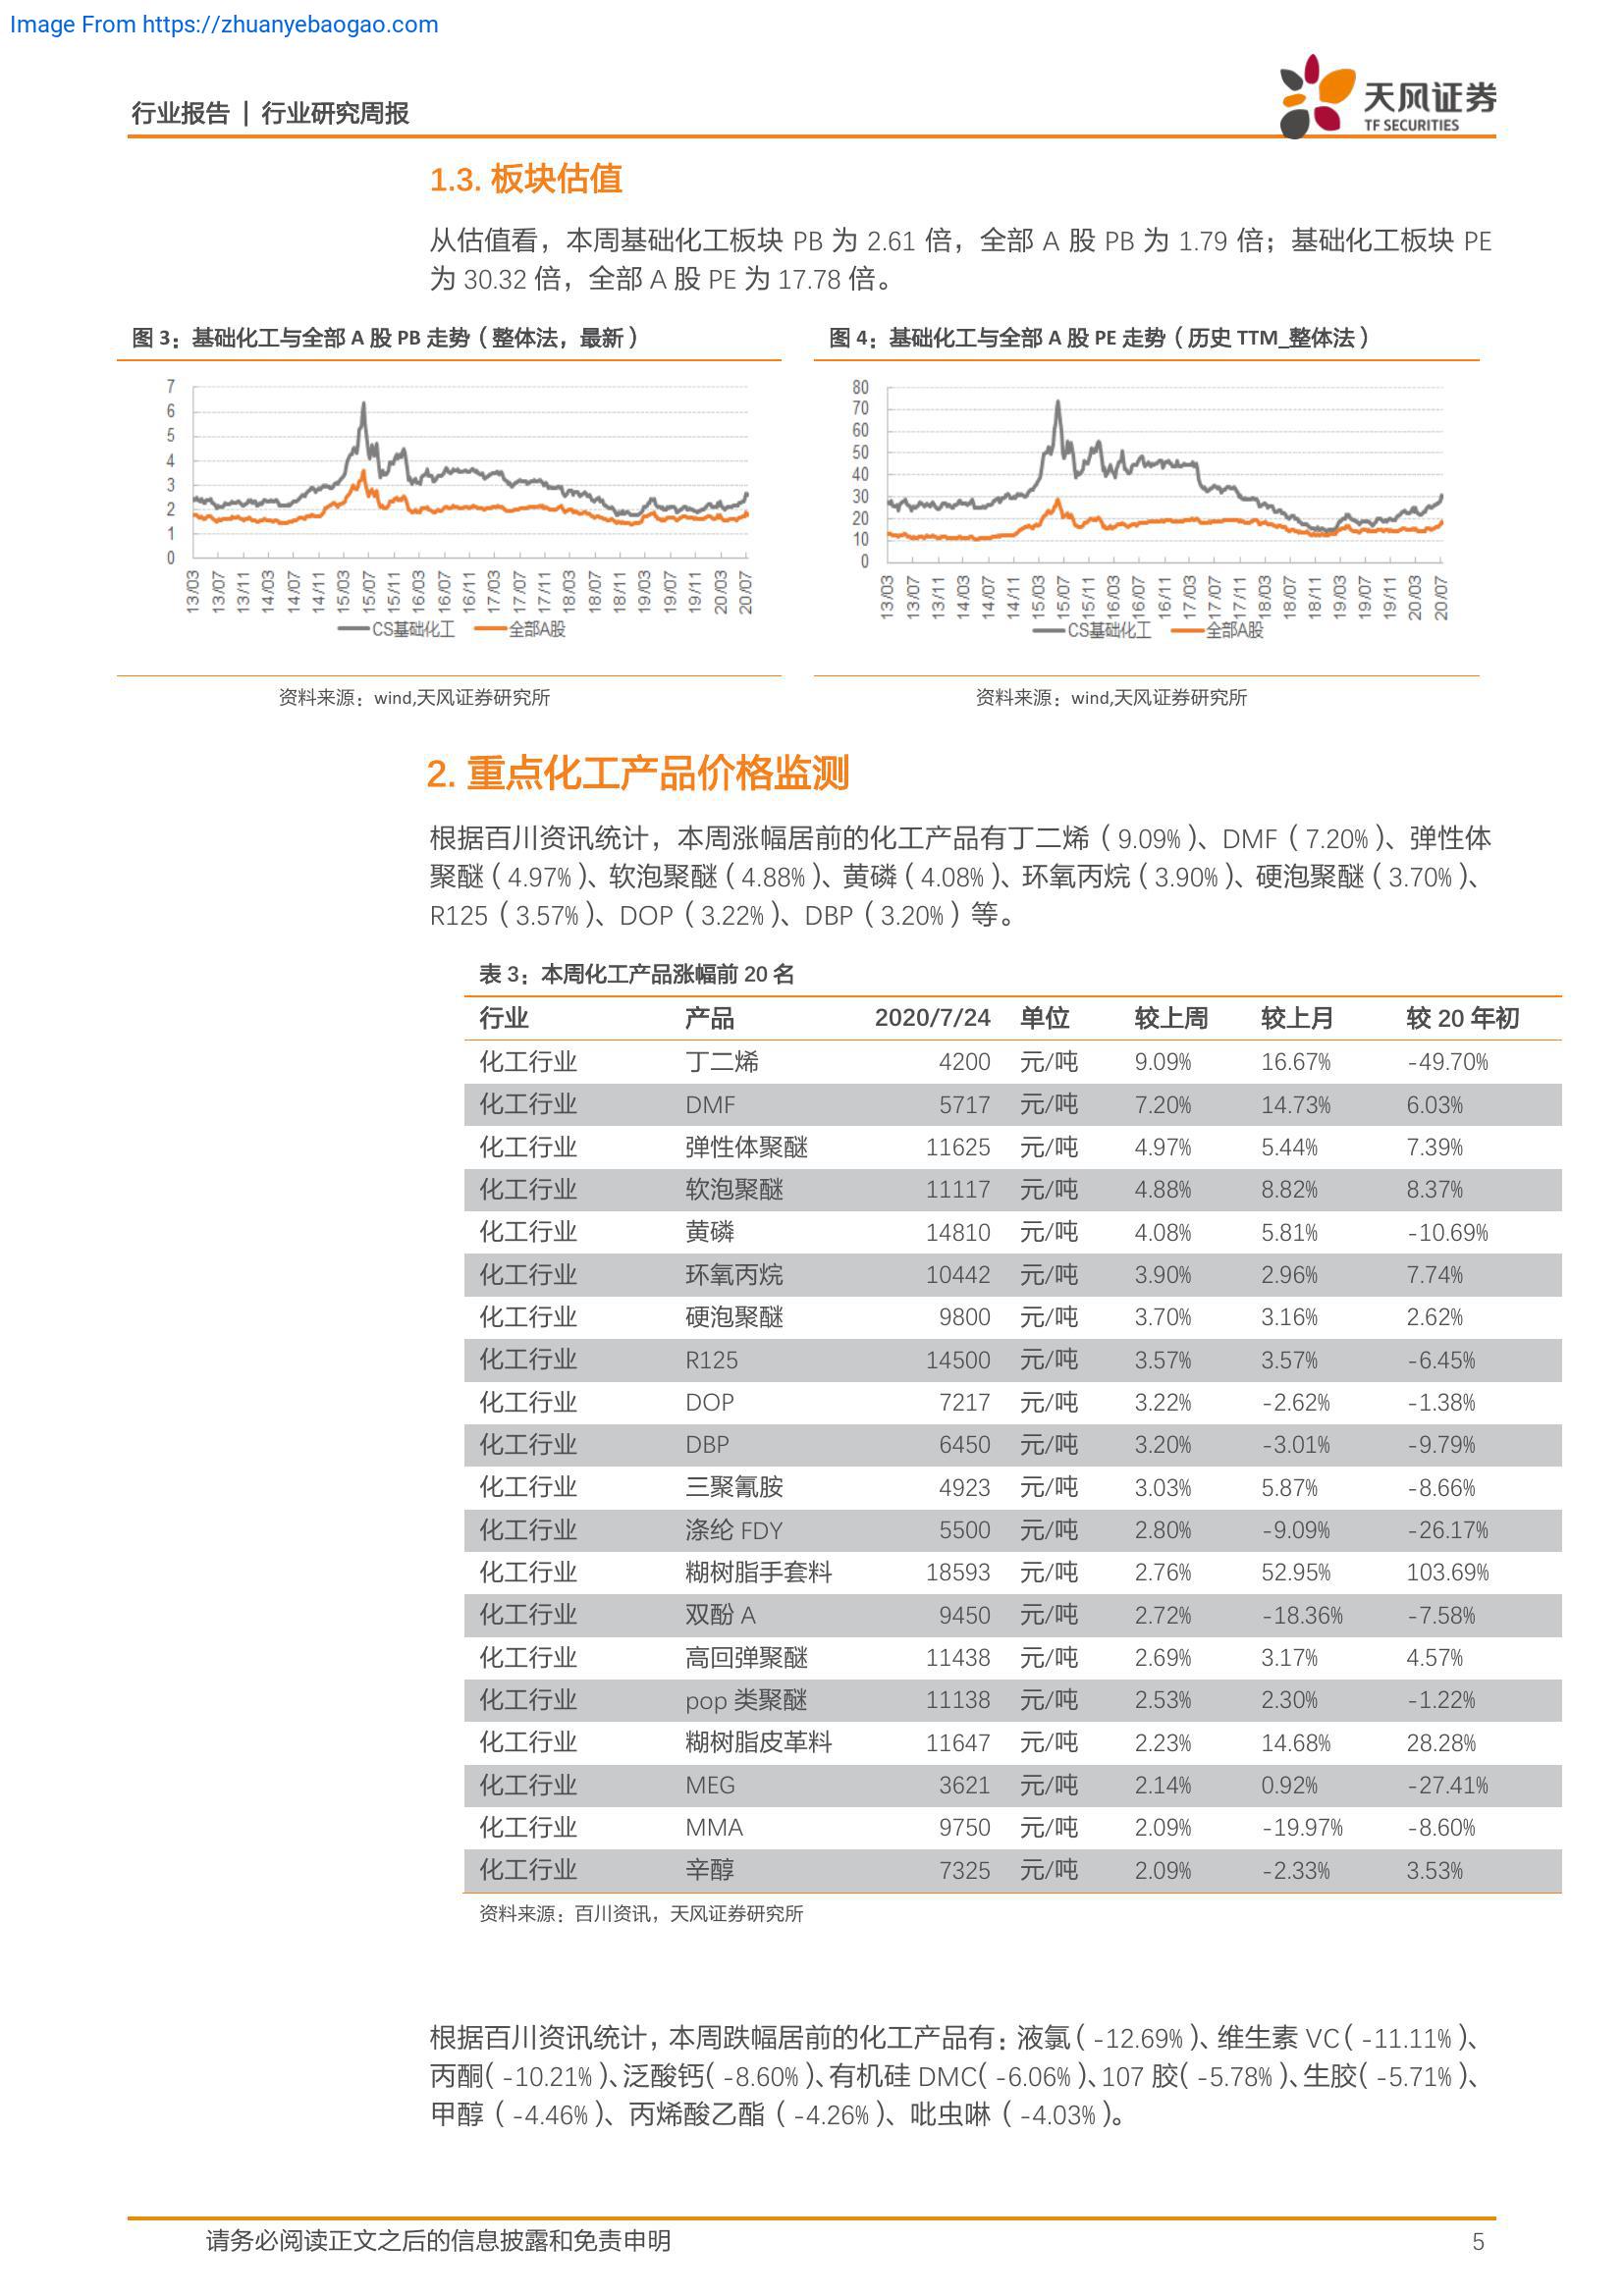 Image From https://zhuanyebaogao.com
行业报告 | 行业研究周报
天风证券
TF SECURITIES
1.3. 板块估值
从估值看，本周基础化工板块 PB 为 2.61 倍，全部 A 股 PB 为 1.79 倍；基础化工板块 PE
为 30.32 倍，全部 A 股 PE 为 17.78 倍。
图 3：基础化工与全部 A 股 PB 走势（整体法，最新）
7
6
5
4
3
2
1
0
13/03 13/07 13/11 14/03 14/07 14/11 15/03 15/07 15/11 16/03 16/07 16/11 17/03 17/07 17/11 18/03 18/07 18/11 19/03 19/07 19/11 20/03 20/07
CS基础化工 全部A股
资料来源：wind,天风证券研究所
图 4：基础化工与全部 A 股 PE 走势（历史 TTM_整体法）
80
70
60
50
40
30
20
10
0
13/03 13/07 13/11 14/03 14/07 14/11 15/03 15/07 15/11 16/03 16/07 16/11 17/03 17/07 17/11 18/03 18/07 18/11 19/03 19/07 19/11 20/03 20/07
CS基础化工 全部A股
资料来源：wind,天风证券研究所
2. 重点化工产品价格监测
根据百川资讯统计，本周涨幅居前的化工产品有丁二烯（9.09%）、DMF（7.20%）、弹性体
聚醚（4.97%）、软泡聚醚（4.88%）、黄磷（4.08%）、环氧丙烷（3.90%）、硬泡聚醚（3.70%）、
R125（3.57%）、DOP（3.22%）、DBP（3.20%）等。
表 3：本周化工产品涨幅前 20 名
行业 产品 2020/7/24 单位 较上周 较上月 较 20 年初
化工行业 丁二烯 4200 元/吨 9.09% 16.67% -49.70%
化工行业 DMF 5717 元/吨 7.20% 14.73% 6.03%
化工行业 弹性体聚醚 11625 元/吨 4.97% 5.44% 7.39%
化工行业 软泡聚醚 11117 元/吨 4.88% 8.82% 8.37%
化工行业 黄磷 14810 元/吨 4.08% 5.81% -10.69%
化工行业 环氧丙烷 10442 元/吨 3.90% 2.96% 7.74%
化工行业 硬泡聚醚 9800 元/吨 3.70% 3.16% 2.62%
化工行业 R125 14500 元/吨 3.57% 3.57% -6.45%
化工行业 DOP 7217 元/吨 3.22% -2.62% -1.38%
化工行业 DBP 6450 元/吨 3.20% -3.01% -9.79%
化工行业 三聚氰胺 4923 元/吨 3.03% 5.87% -8.66%
化工行业 涤纶 FDY 5500 元/吨 2.80% -9.09% -26.17%
化工行业 糊树脂手套料 18593 元/吨 2.76% 52.95% 103.69%
化工行业 双酚 A 9450 元/吨 2.72% -18.36% -7.58%
化工行业 高回弹聚醚 11438 元/吨 2.69% 3.17% 4.57%
化工行业 pop 类聚醚 11138 元/吨 2.53% 2.30% -1.22%
化工行业 糊树脂皮革料 11647 元/吨 2.23% 14.68% 28.28%
化工行业 MEG 3621 元/吨 2.14% 0.92% -27.41%
化工行业 MMA 9750 元/吨 2.09% -19.97% -8.60%
化工行业 辛醇 7325 元/吨 2.09% -2.33% 3.53%
资料来源：百川资讯，天风证券研究所
根据百川资讯统计，本周跌幅居前的化工产品有：液氯（-12.69%）、维生素 VC（-11.11%）、
丙酮（-10.21%）、泛酸钙（-8.60%）、有机硅 DMC（-6.06%）、107 胶（-5.78%）、生胶（-5.71%）、
甲醇（-4.46%）、丙烯酸乙酯（-4.26%）、吡虫啉（-4.03%）。
请务必阅读正文之后的信息披露和免责申明
5